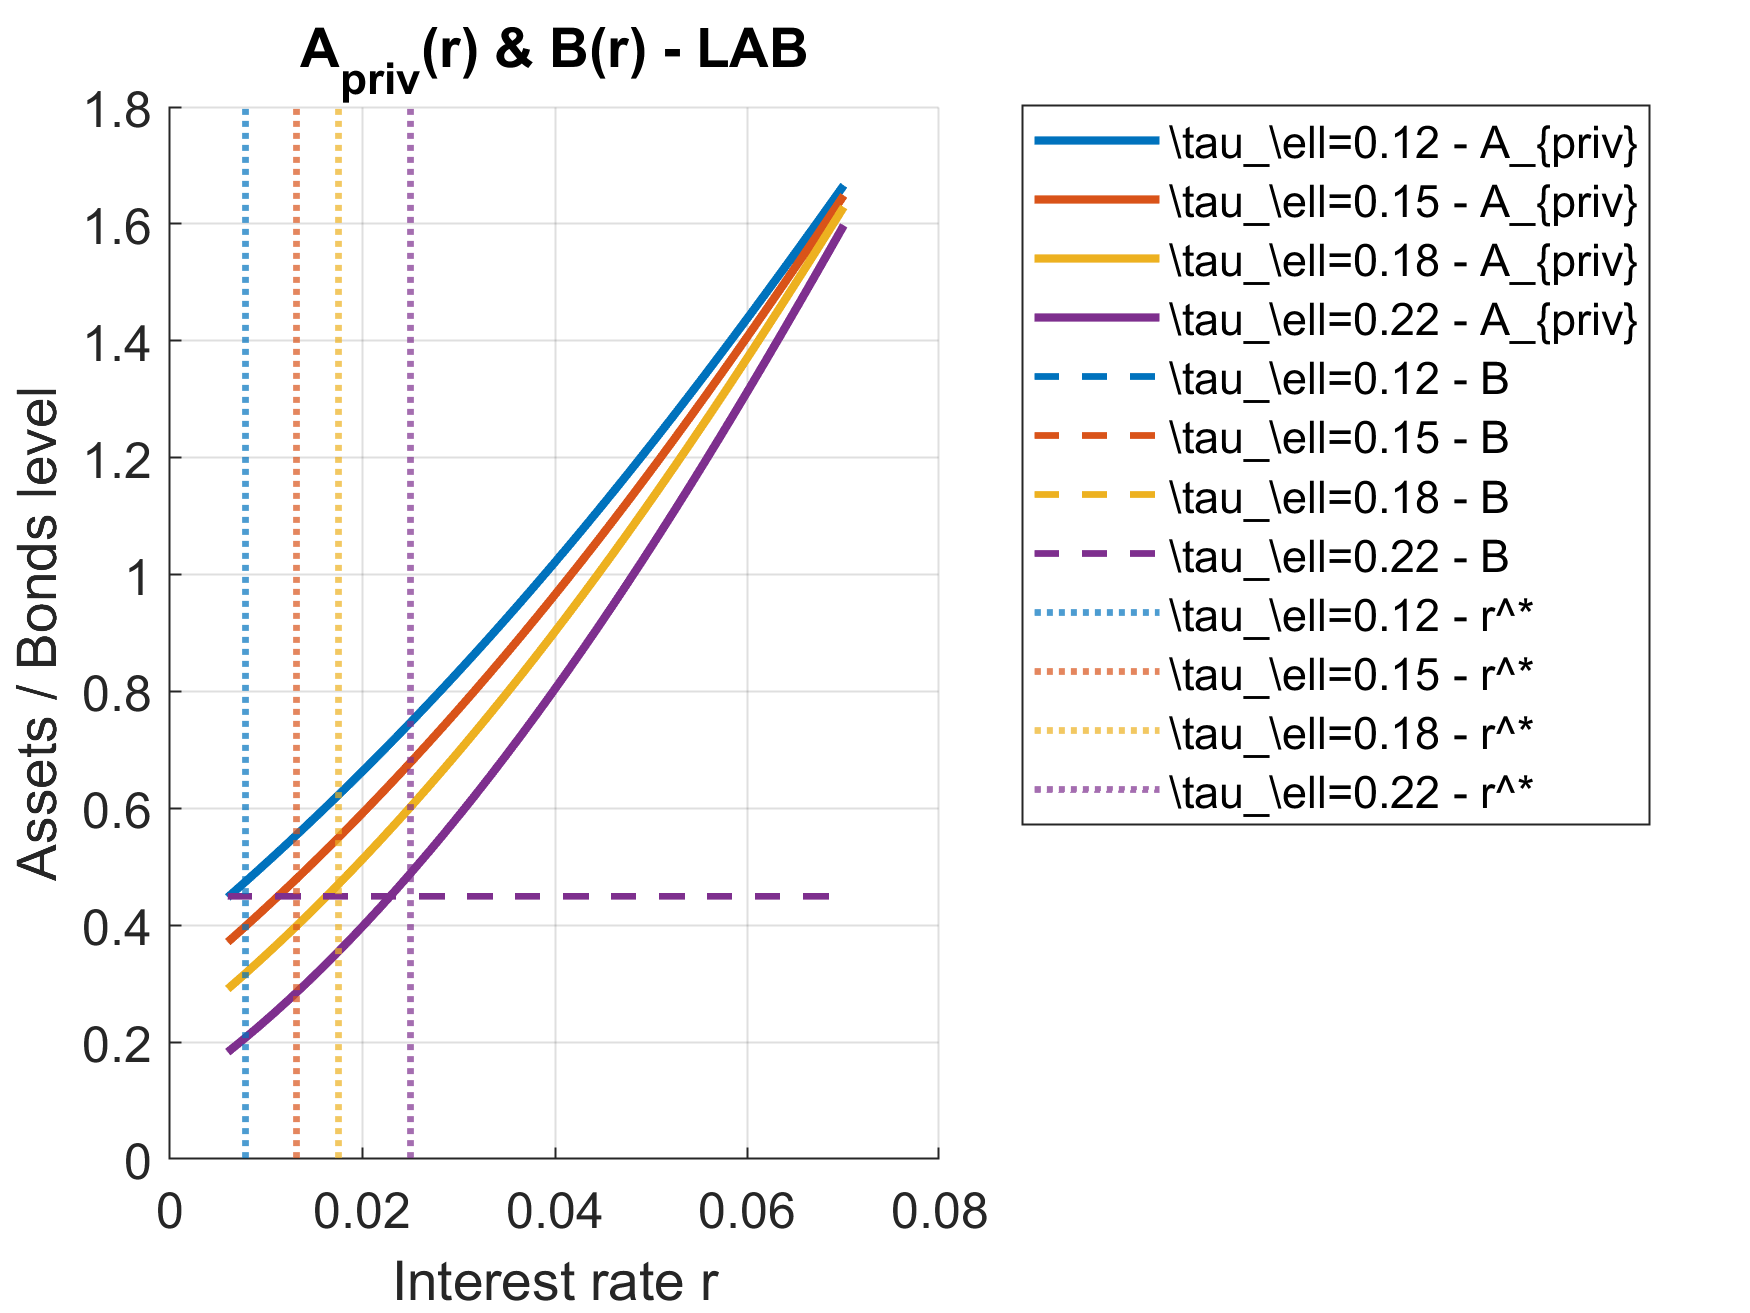 A_priv(r) & B(r) - LAB
1.8
1.6
1.4
1.2
1
0.8
0.6
0.4
0.2
0
Assets / Bonds level
0 0.02 0.04 0.06 0.08
Interest rate r
\tau_\ell=0.12 - A_{priv}
\tau_\ell=0.15 - A_{priv}
\tau_\ell=0.18 - A_{priv}
\tau_\ell=0.22 - A_{priv}
\tau_\ell=0.12 - B
\tau_\ell=0.15 - B
\tau_\ell=0.18 - B
\tau_\ell=0.22 - B
\tau_\ell=0.12 - r^*
\tau_\ell=0.15 - r^*
\tau_\ell=0.18 - r^*
\tau_\ell=0.22 - r^*